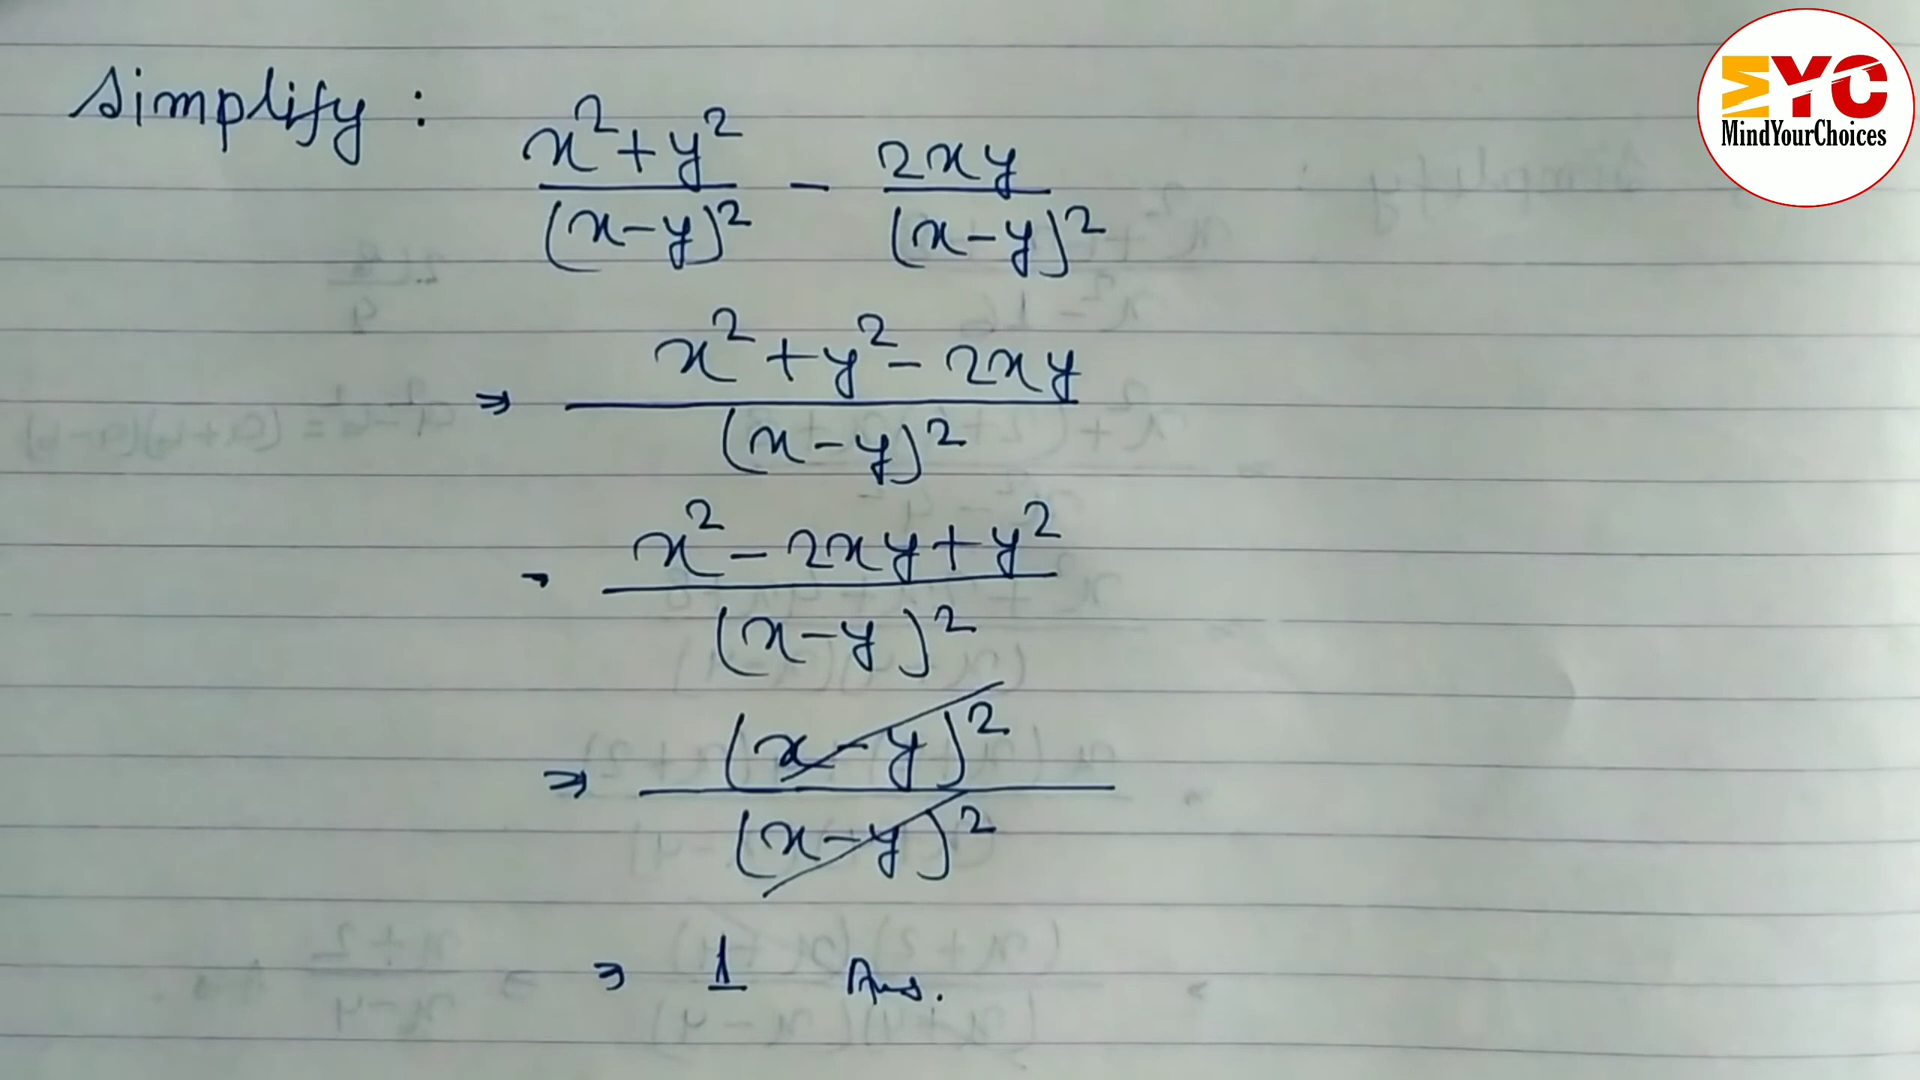 Simplify :
x²+y² / (x-y)² - 2xy / (x-y)²
⇒ x²+y²-2xy / (x-y)²
- x²-2xy+y² / (x-y)²
⇒ (x-y)² / (x-y)²
⇒ 1 Ans.
MYC
MindYourChoices